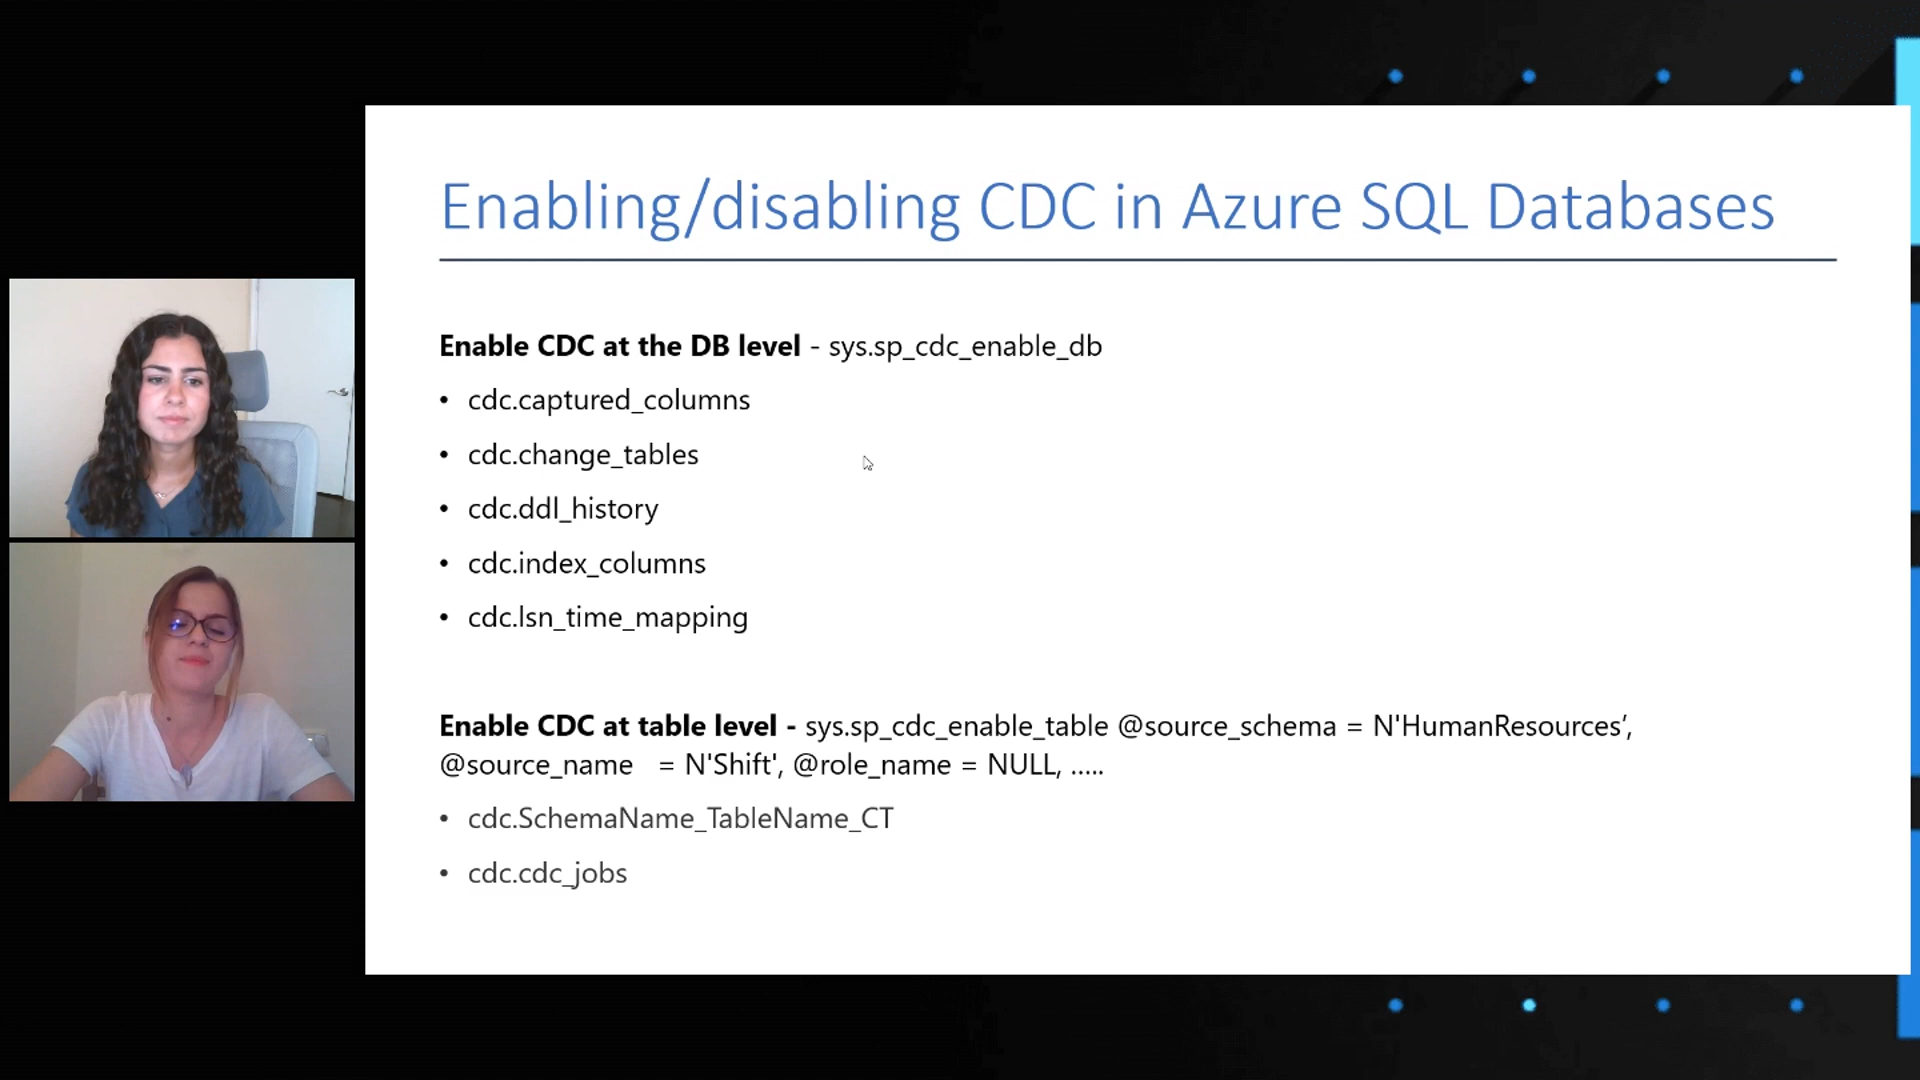 Enabling/disabling CDC in Azure SQL Databases
Enable CDC at the DB level - sys.sp_cdc_enable_db
• cdc.captured_columns
• cdc.change_tables
• cdc.ddl_history
• cdc.index_columns
• cdc.lsn_time_mapping
Enable CDC at table level - sys.sp_cdc_enable_table @source_schema = N'HumanResources’,
@source_name   = N'Shift', @role_name = NULL, .....
• cdc.SchemaName_TableName_CT
• cdc.cdc_jobs